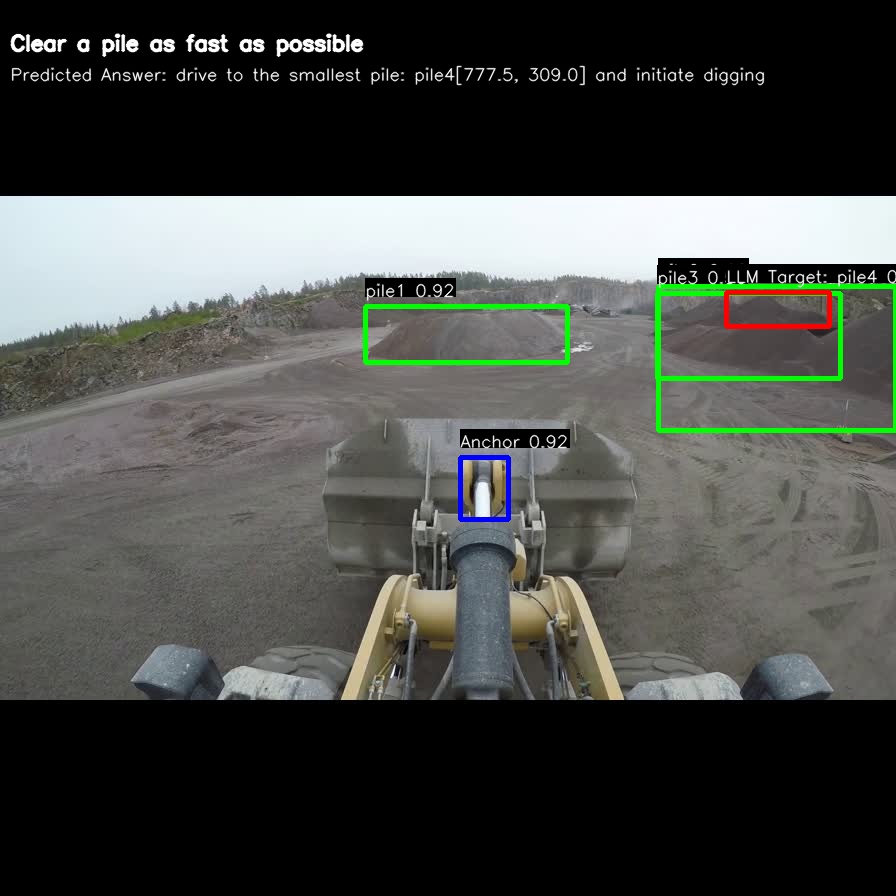 Clear a pile as fast as possible
Predicted Answer: drive to the smallest pile: pile4[777.5, 309.0] and initiate digging
pile3 0.
LLM Target: pile4 0
pile1 0.92
Anchor 0.92